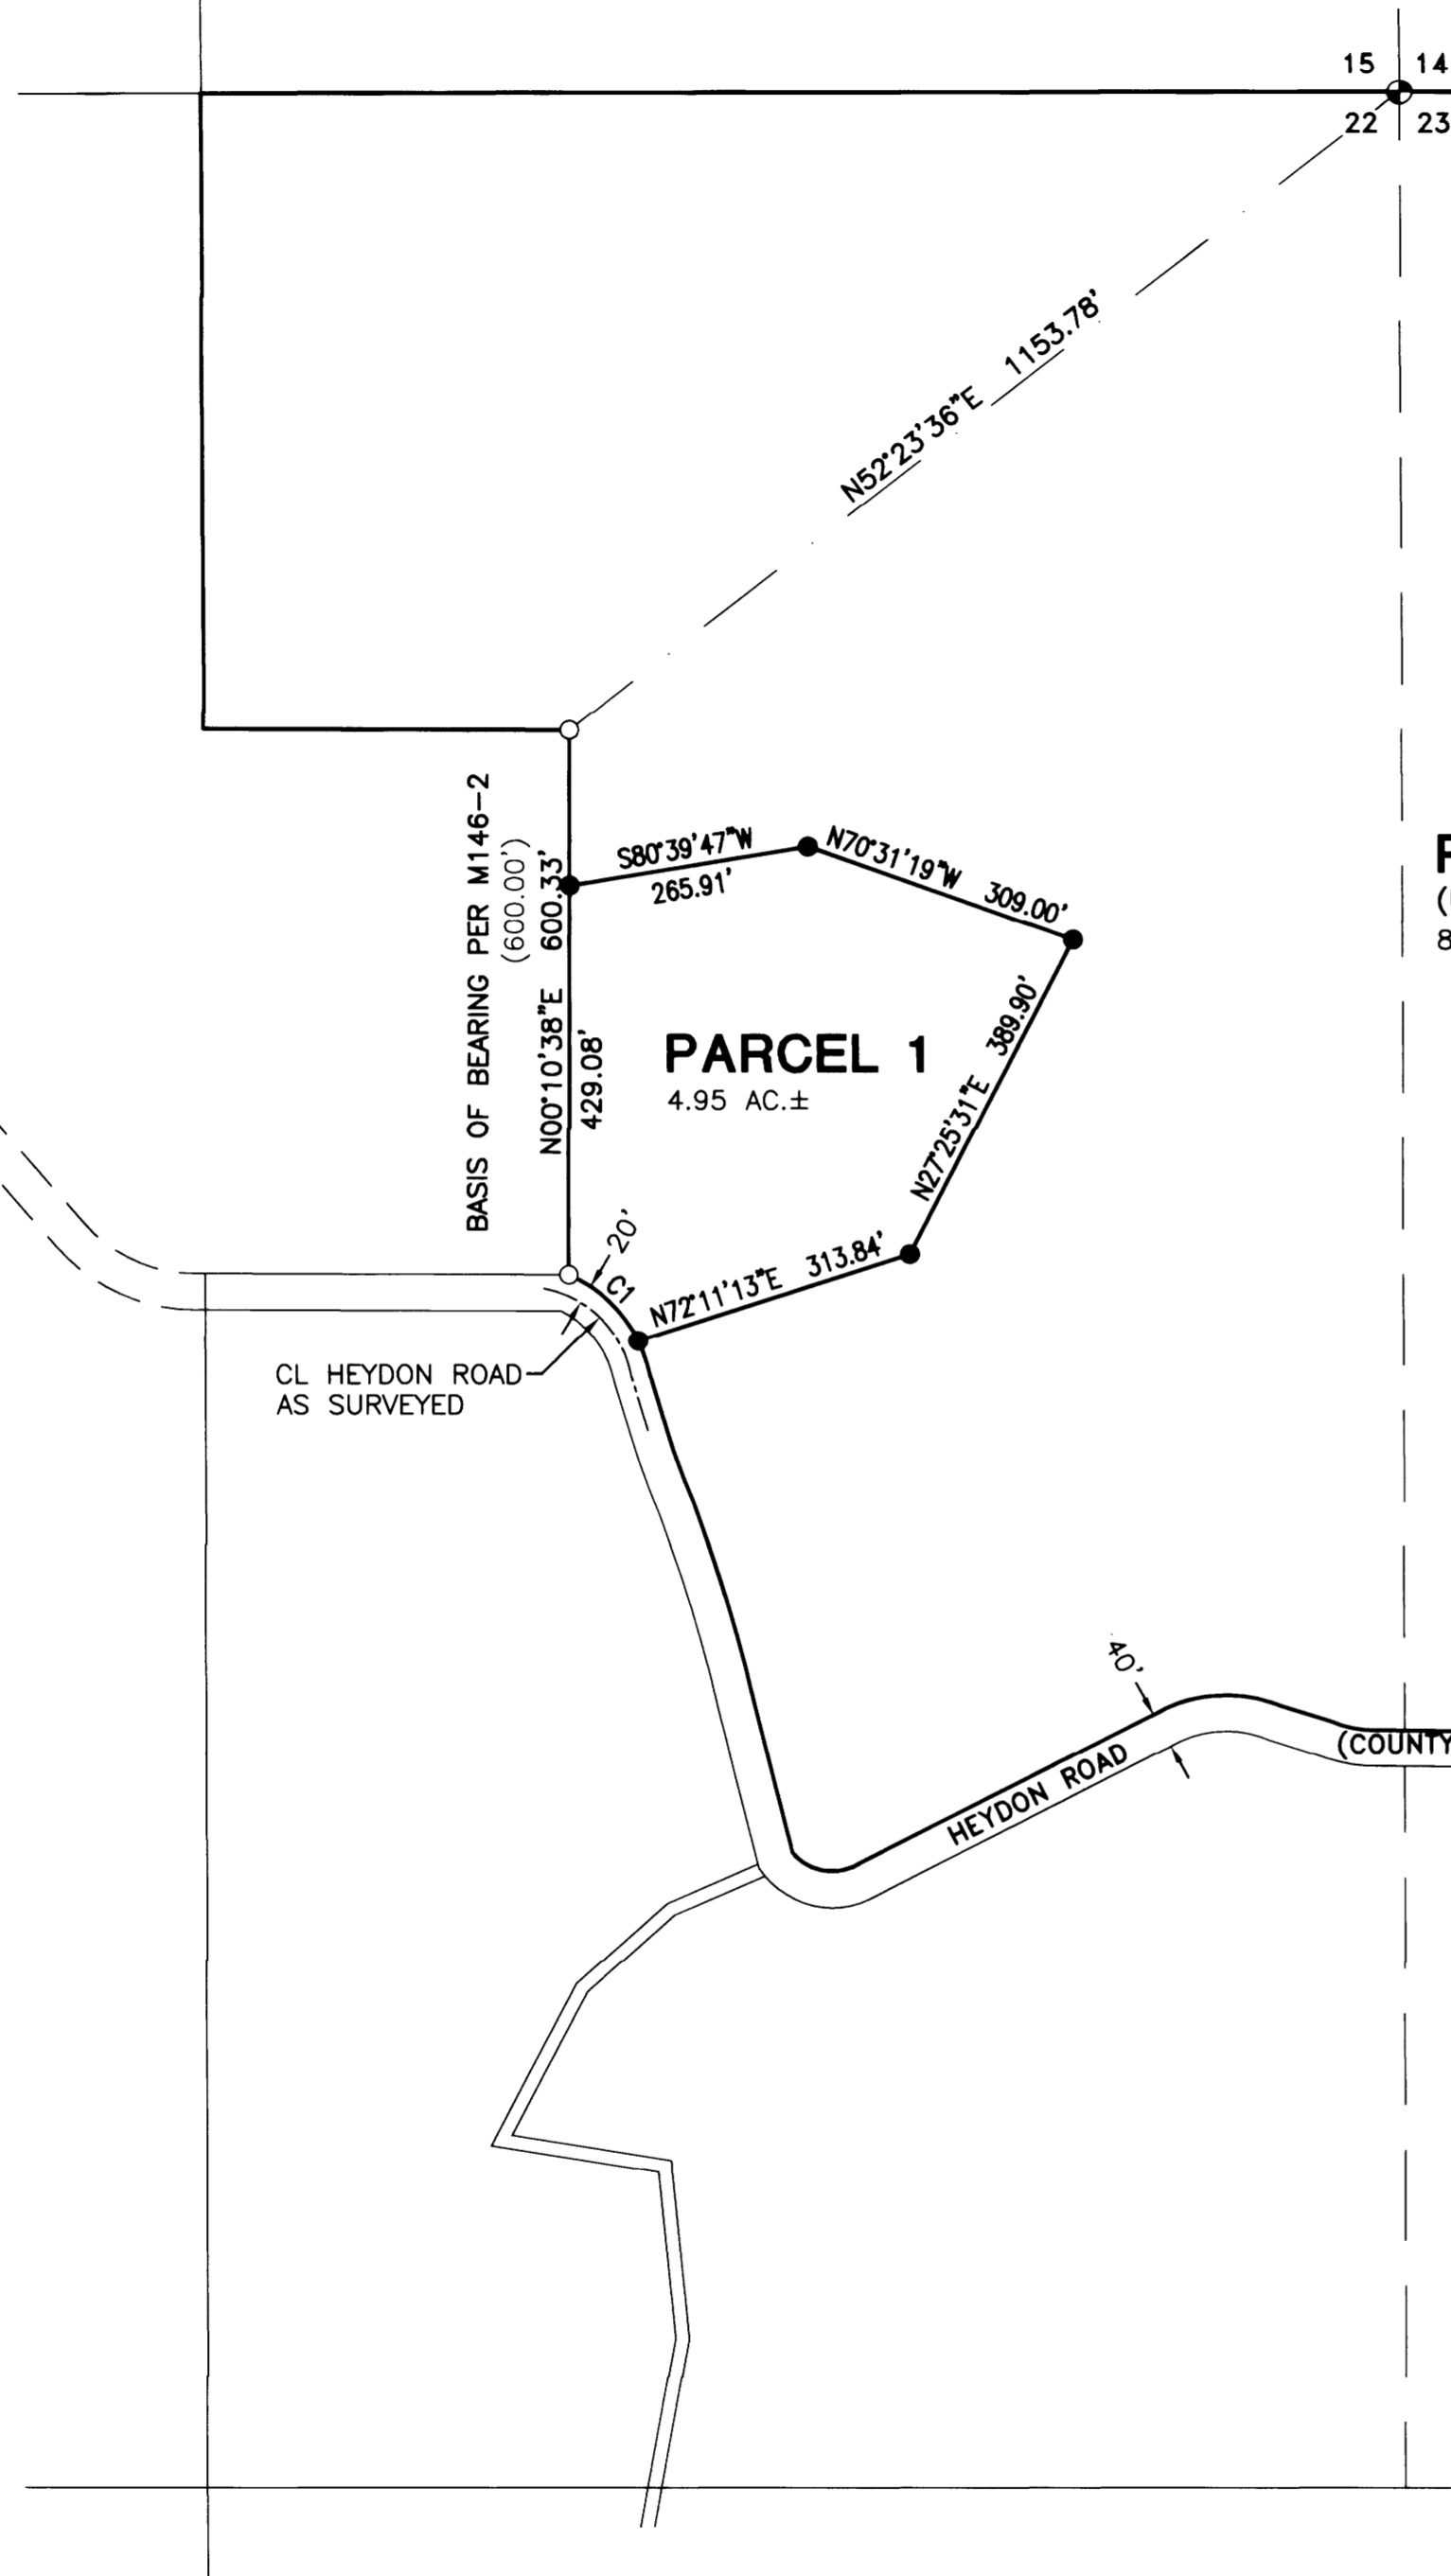 15 14
22 23
N52°23'36"E 1153.78'
BASIS OF BEARING PER M146-2
(600.00')
N00°10'38"E 600.33'
429.08'
S80°39'47"W
265.91'
N70°31'19"W 309.00'
P
(
8
PARCEL 1
4.95 AC.±
N27°25'31"E 389.90'
N72°11'13"E 313.84'
20'
C1
CL HEYDON ROAD
AS SURVEYED
40'
HEYDON ROAD
(COUNTY